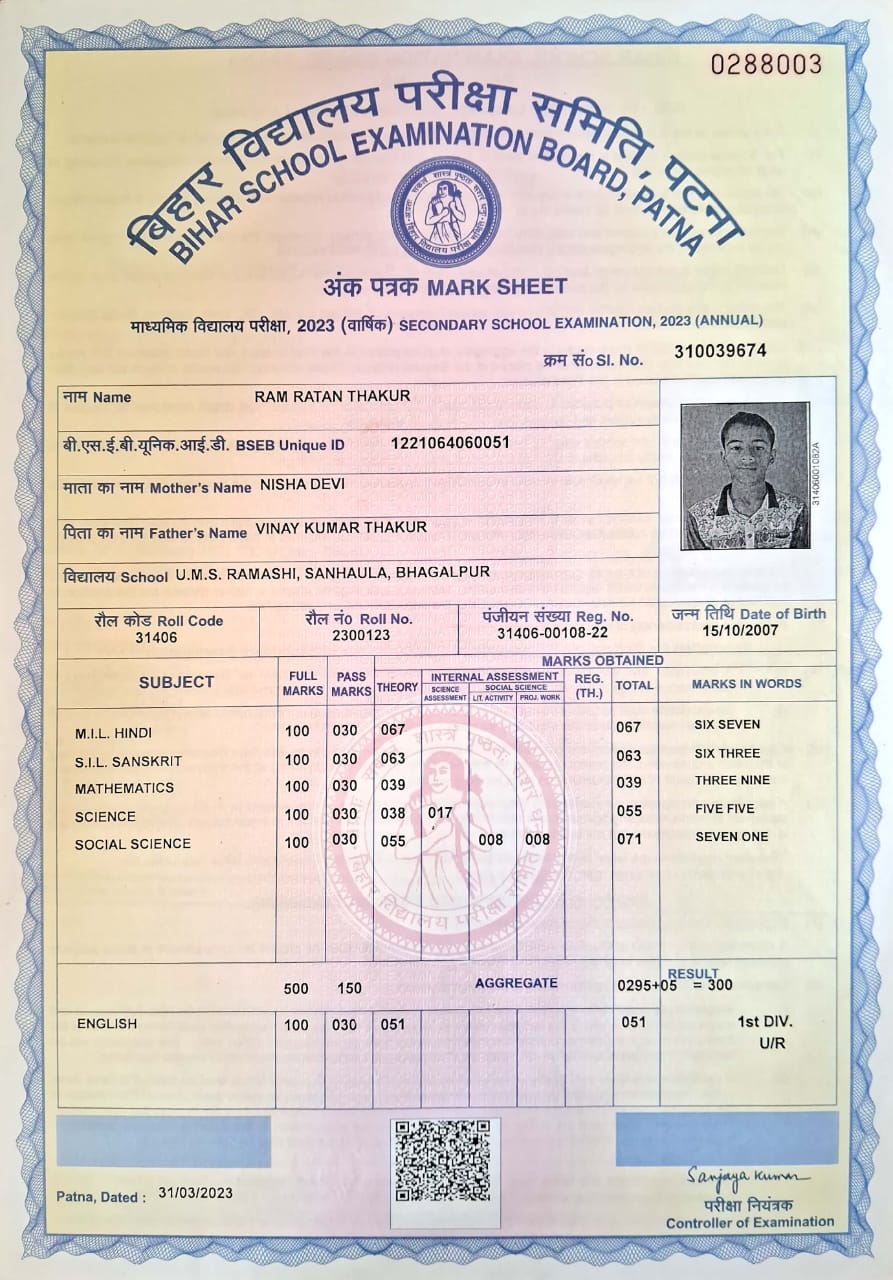 0288003
बिहार विद्यालय परीक्षा समिति, पटना
BIHAR SCHOOL EXAMINATION BOARD, PATNA
अंक पत्रक MARK SHEET
माध्यमिक विद्यालय परीक्षा, 2023 (वार्षिक) SECONDARY SCHOOL EXAMINATION, 2023 (ANNUAL)
क्रम सं० Sl. No. 310039674
नाम Name RAM RATAN THAKUR
बी.एस.ई.बी.यूनिक.आई.डी. BSEB Unique ID 1221064060051
माता का नाम Mother's Name NISHA DEVI
पिता का नाम Father's Name VINAY KUMAR THAKUR
विद्यालय School U.M.S. RAMASHI, SANHAULA, BHAGALPUR
31406001082A
रौल कोड Roll Code रौल नं० Roll No. पंजीयन संख्या Reg. No. जन्म तिथि Date of Birth
31406 2300123 31406-00108-22 15/10/2007
MARKS OBTAINED
SUBJECT FULL MARKS PASS MARKS THEORY INTERNAL ASSESSMENT REG. (TH.) TOTAL MARKS IN WORDS
SCIENCE ASSESSMENT SOCIAL SCIENCE LIT. ACTIVITY PROJ. WORK
M.I.L. HINDI 100 030 067 067 SIX SEVEN
S.I.L. SANSKRIT 100 030 063 063 SIX THREE
MATHEMATICS 100 030 039 039 THREE NINE
SCIENCE 100 030 038 017 055 FIVE FIVE
SOCIAL SCIENCE 100 030 055 008 008 071 SEVEN ONE
RESULT
500 150 AGGREGATE 0295+05 = 300
ENGLISH 100 030 051 051 1st DIV.
U/R
Patna, Dated : 31/03/2023
Sanjaya Kumar
परीक्षा नियंत्रक
Controller of Examination